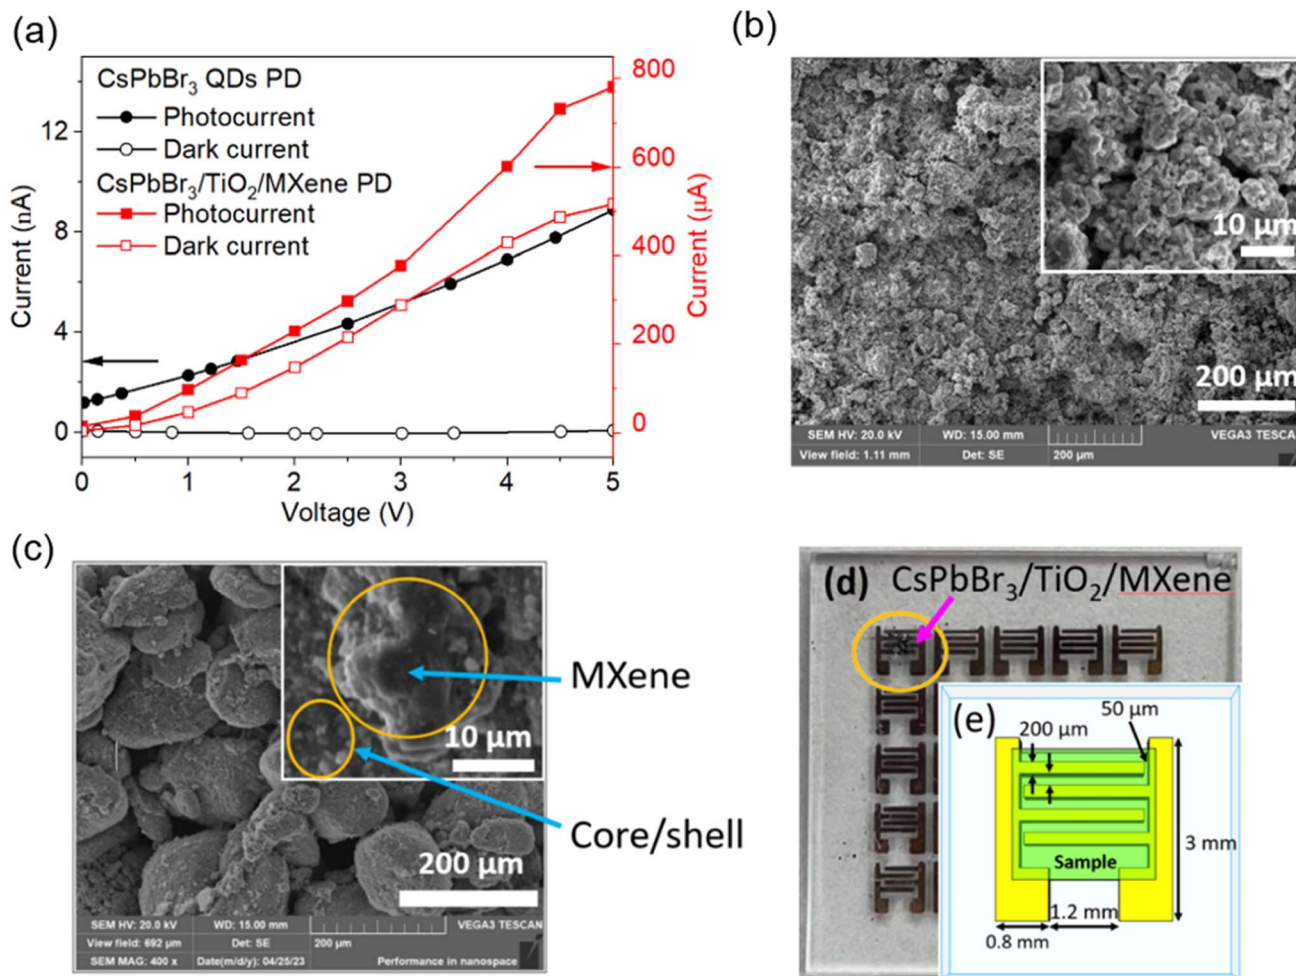 (a)
CsPbBr₃ QDs PD
Photocurrent
Dark current
CsPbBr₃/TiO₂/MXene PD
Photocurrent
Dark current
12
8
4
0
Current (nA)
800
600
400
200
0
Current (µA)
0 1 2 3 4 5
Voltage (V)
(b)
10 µm
200 µm
SEM HV: 20.0 kV WD: 15.00 mm VEGA3 TESCAN
View field: 1.11 mm Det: SE 200 µm
(c)
10 µm
MXene
Core/shell
200 µm
SEM HV: 20.0 kV WD: 15.00 mm VEGA3 TESCAN
View field: 692 µm Det: SE 200 µm
SEM MAG: 400 x Date(m/d/y): 04/25/23 Performance in nanospace
(d) CsPbBr₃/TiO₂/MXene
(e)
50 µm
200 µm
Sample
3 mm
1.2 mm
0.8 mm